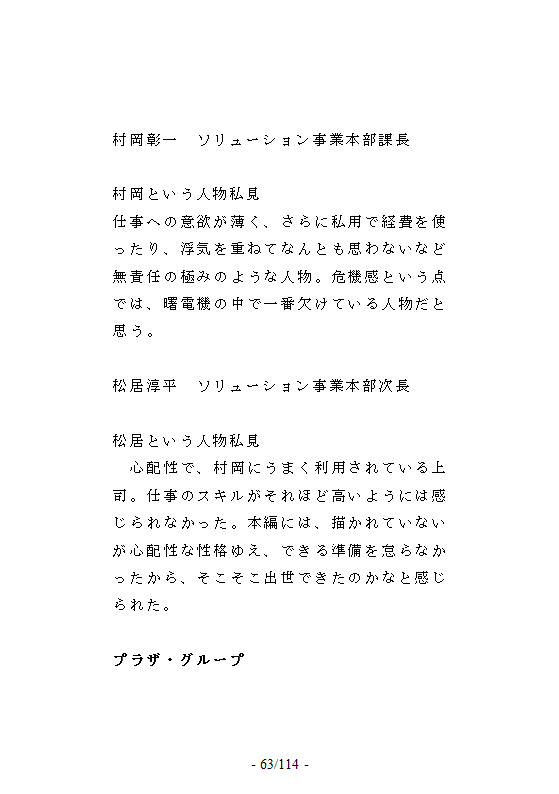 村岡彰一　ソリューション事業本部課長
村岡という人物私見
仕事への意欲が薄く、さらに私用で経費を使
ったり、浮気を重ねてなんとも思わないなど
無責任の極みのような人物。危機感という点
では、曙電機の中で一番欠けている人物だと
思う。
松居淳平　ソリューション事業本部次長
松居という人物私見
　心配性で、村岡にうまく利用されている上
司。仕事のスキルがそれほど高いようには感
じられなかった。本編には、描かれていない
が心配性な性格ゆえ、できる準備を怠らなか
ったから、そこそこ出世できたのかなと感じ
られた。
プラザ・グループ
- 63/114 -